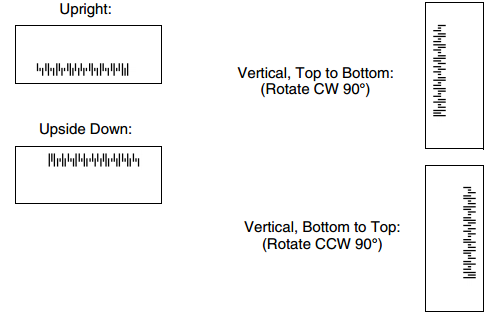 Upright:
Vertical, Top to Bottom:
(Rotate CW 90°)
Upside Down:
Vertical, Bottom to Top:
(Rotate CCW 90°)